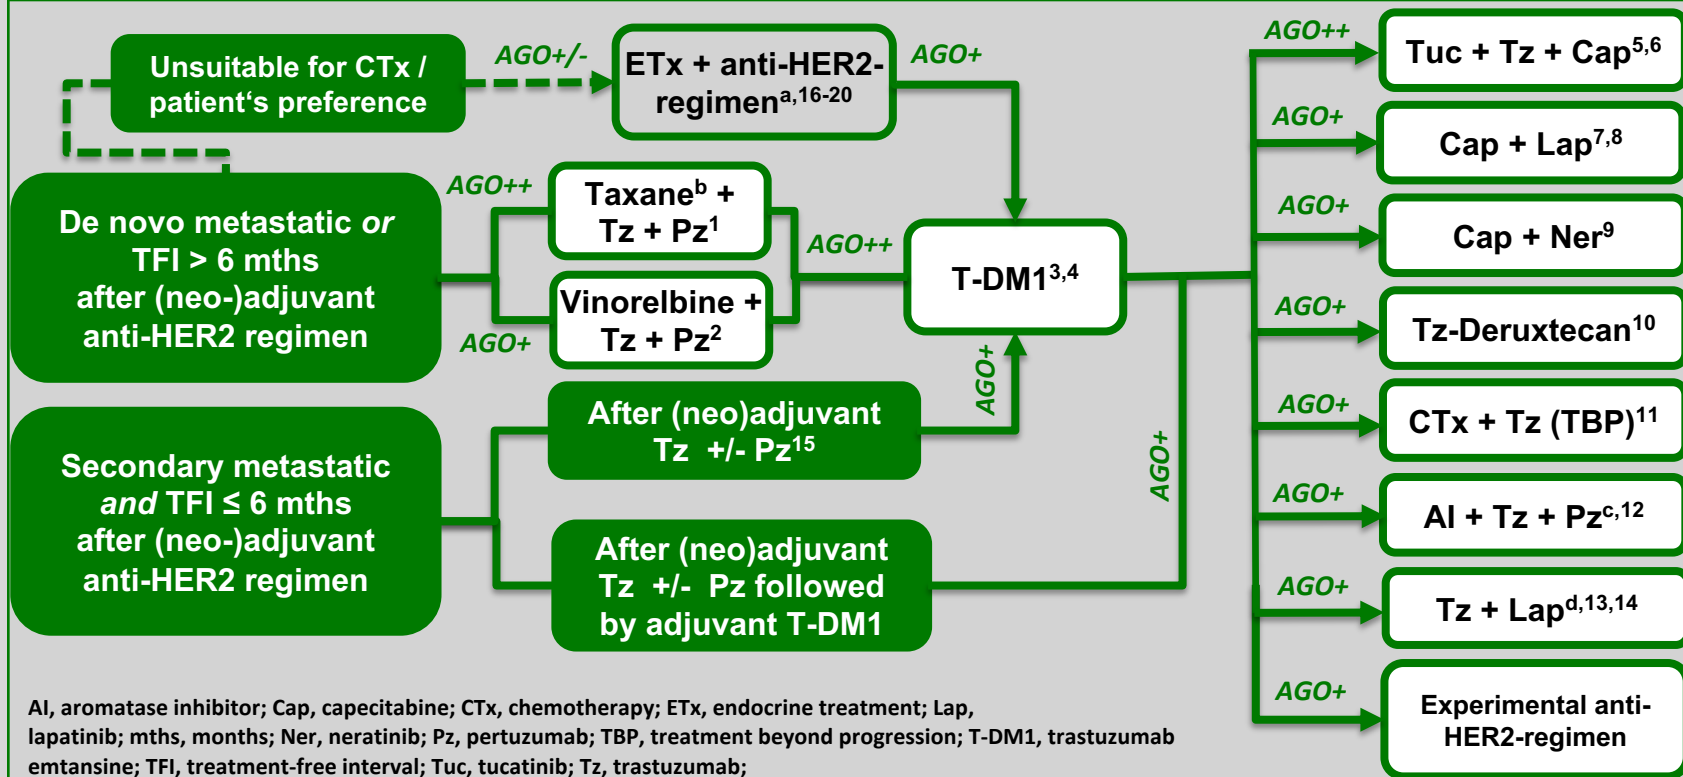 Unsuitable for CTx /
patient‘s preference
AGO+/-
ETx + anti-HER2-
regimenᵃ,¹⁶⁻²⁰
AGO+
De novo metastatic or
TFI > 6 mths
after (neo-)adjuvant
anti-HER2 regimen
AGO++
Taxaneᵇ +
Tz + Pz¹
AGO+
Vinorelbine +
Tz + Pz²
AGO++
T-DM1³,⁴
Secondary metastatic
and TFI ≤ 6 mths
after (neo-)adjuvant
anti-HER2 regimen
After (neo)adjuvant
Tz +/- Pz¹⁵
AGO+
After (neo)adjuvant
Tz +/- Pz followed
by adjuvant T-DM1
AGO+
AGO++
Tuc + Tz + Cap⁵,⁶
AGO+
Cap + Lap⁷,⁸
AGO+
Cap + Ner⁹
AGO+
Tz-Deruxtecan¹⁰
AGO+
CTx + Tz (TBP)¹¹
AGO+
AI + Tz + Pzᶜ,¹²
AGO+
Tz + Lapᵈ,¹³,¹⁴
AGO+
Experimental anti-
HER2-regimen
AI, aromatase inhibitor; Cap, capecitabine; CTx, chemotherapy; ETx, endocrine treatment; Lap,
lapatinib; mths, months; Ner, neratinib; Pz, pertuzumab; TBP, treatment beyond progression; T-DM1, trastuzumab
emtansine; TFI, treatment-free interval; Tuc, tucatinib; Tz, trastuzumab;